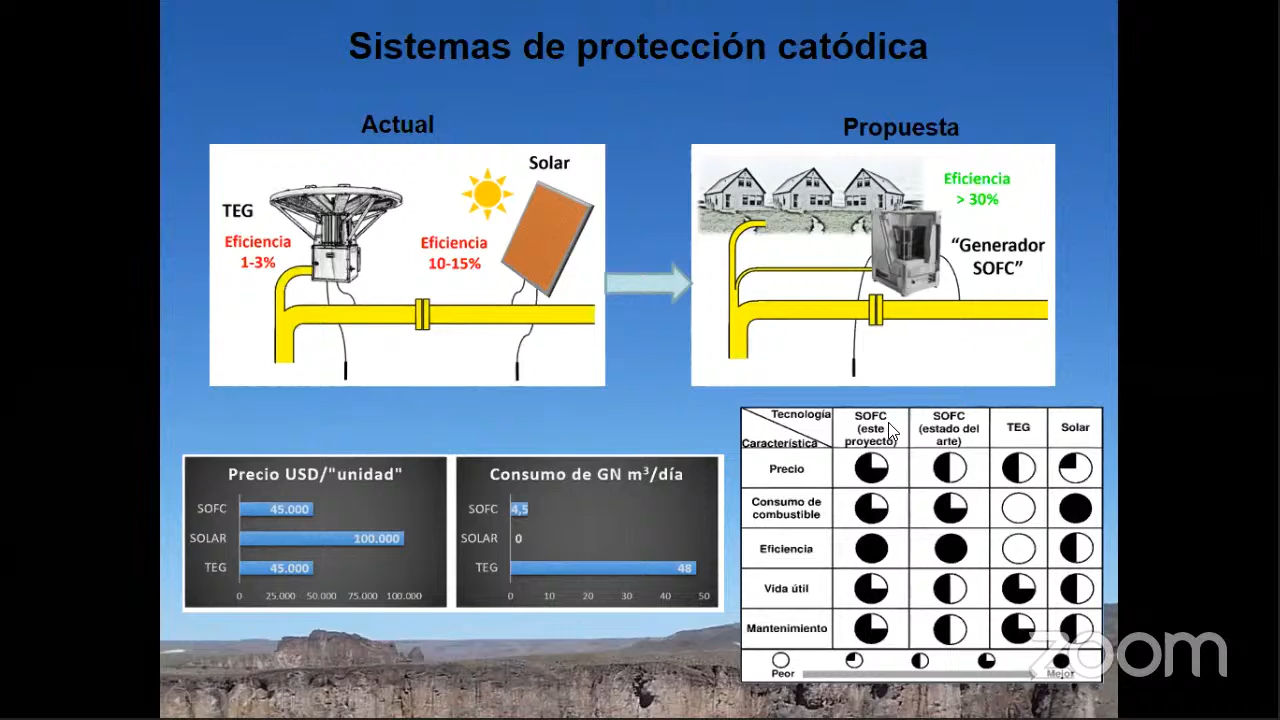 Sistemas de protección catódica
Actual
Propuesta
Solar
TEG
Eficiencia
1-3%
Eficiencia
10-15%
Eficiencia
> 30%
“Generador
SOFC”
Precio USD/"unidad"
SOFC
45.000
SOLAR
100.000
TEG
45.000
0 25.000 50.000 75.000 100.000
Consumo de GN m³/día
SOFC
4,5
SOLAR
0
TEG
48
0 10 20 30 40 50
Tecnología
Característica
SOFC
(este
proyecto)
SOFC
(estado del
arte)
TEG
Solar
Precio
Consumo de
combustible
Eficiencia
Vida útil
Mantenimiento
Peor
Mejor
zoom